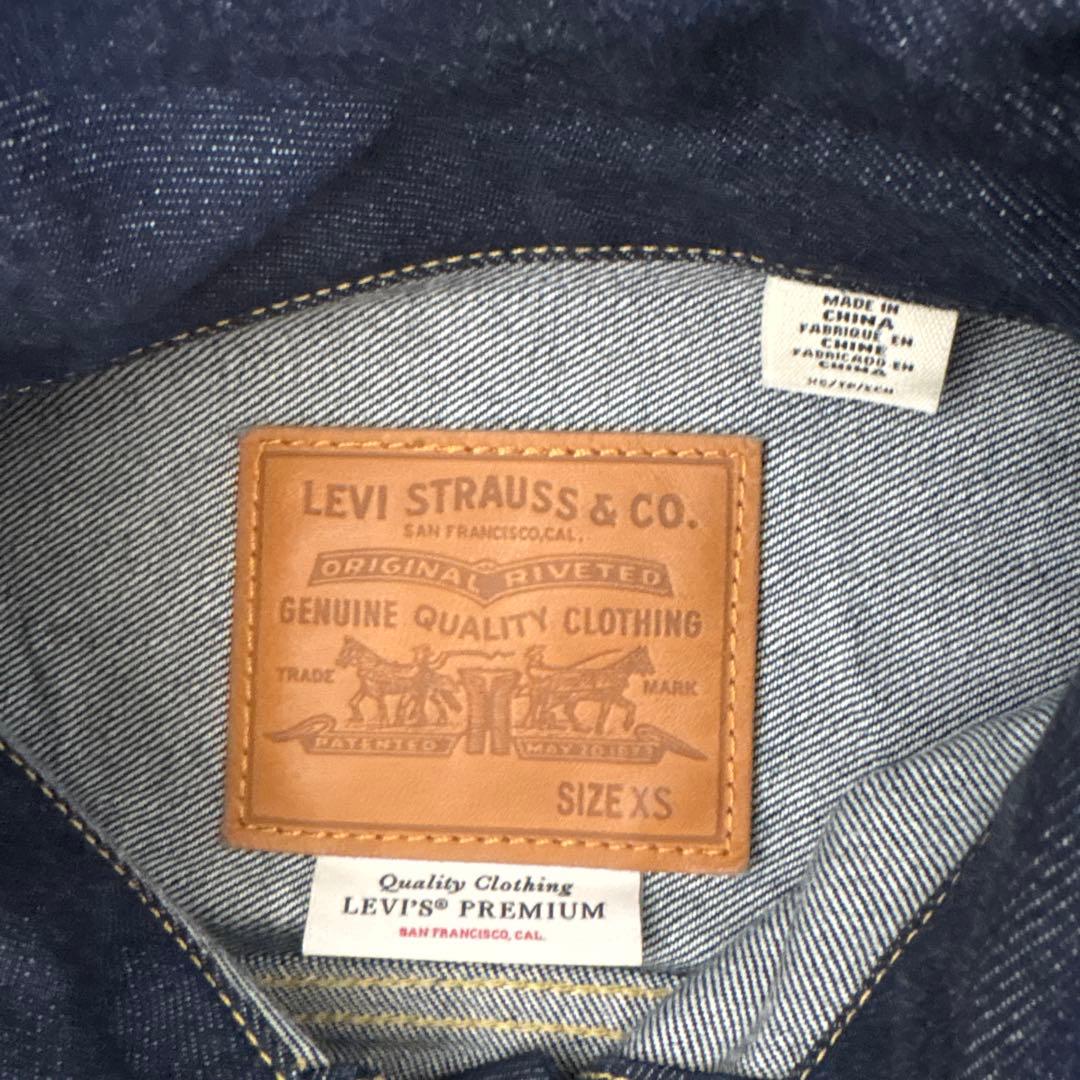 MADE IN
CHINA
FABRIQUE EN
CHINE
FABRICADO EN
CHINA
LEVI STRAUSS & CO.
SAN FRANCISCO, CAL.
ORIGINAL RIVETED
GENUINE QUALITY CLOTHING
TRADE MARK
PATENTED MAY 20 1873
SIZE XS
Quality Clothing
LEVI'S® PREMIUM
SAN FRANCISCO, CAL.